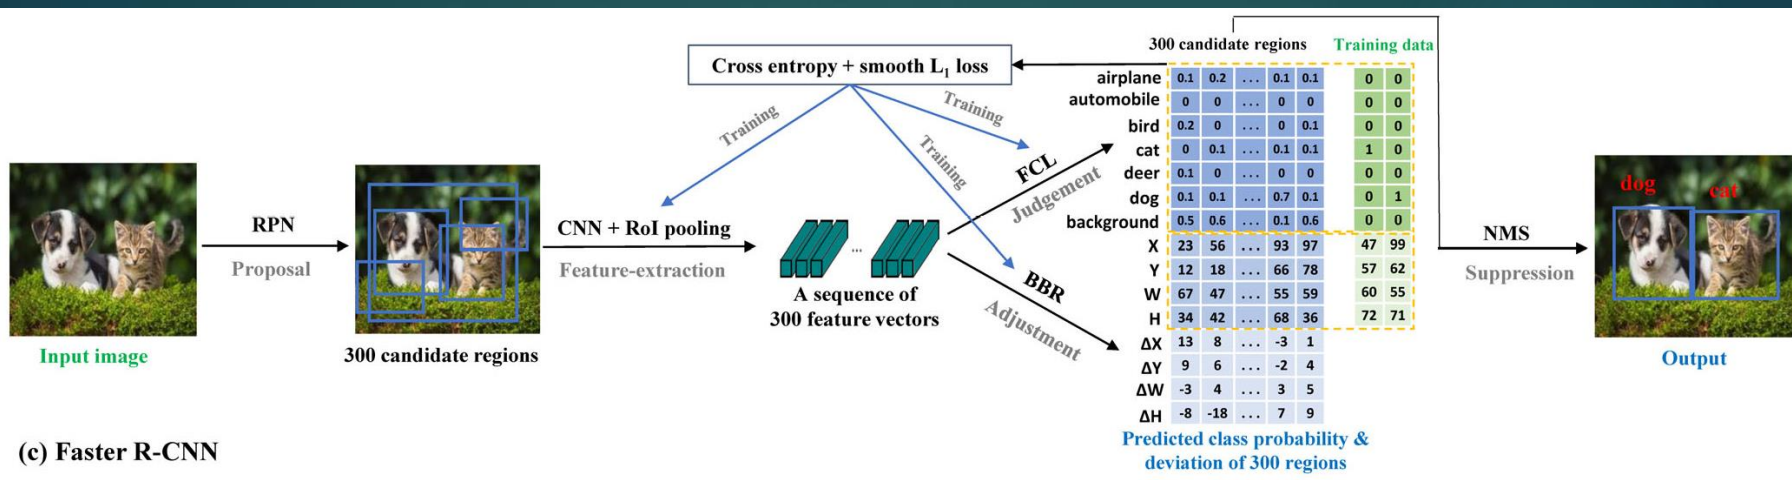 300 candidate regions Training data
Cross entropy + smooth L1 loss
airplane 0.1 0.2 ... 0.1 0.1 0 0
automobile 0 0 ... 0 0 0 0
bird 0.2 0 ... 0 0.1 0 0
cat 0 0.1 ... 0.1 0.1 1 0
deer 0.1 0 ... 0 0 0 0
dog 0.1 0.1 ... 0.7 0.1 0 1
background 0.5 0.6 ... 0.1 0.6 0 0
X 23 56 ... 93 97 47 99
Y 12 18 ... 66 78 57 62
W 67 47 ... 55 59 60 55
H 34 42 ... 68 36 72 71
ΔX 13 8 ... -3 1
ΔY 9 6 ... -2 4
ΔW -3 4 ... 3 5
ΔH -8 -18 ... 7 9
Predicted class probability &
deviation of 300 regions
Training
Training
Training
FCL
Judgement
BBR
Adjustment
RPN
Proposal
CNN + RoI pooling
Feature-extraction
...
A sequence of
300 feature vectors
NMS
Suppression
dog
cat
Input image
300 candidate regions
Output
(c) Faster R-CNN